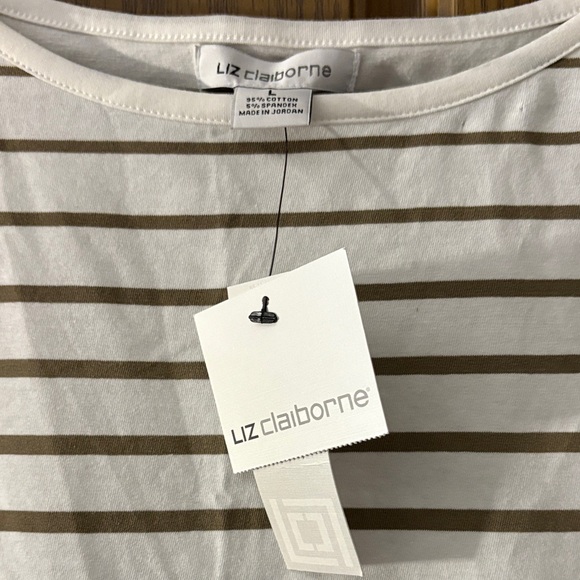 LIZ claiborne
L
95% COTTON
5% SPANDEX
MADE IN JORDAN
LIZ claiborne®